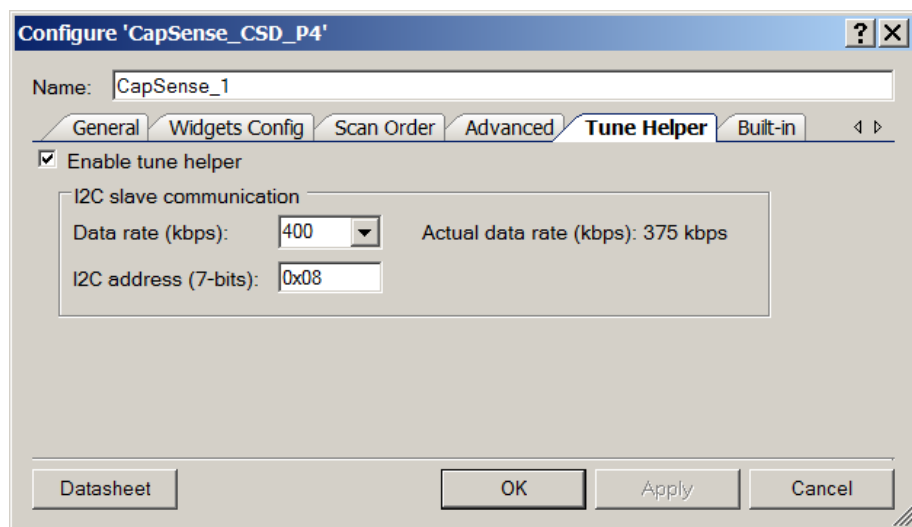 Configure 'CapSense_CSD_P4'
Name: CapSense_1
General Widgets Config Scan Order Advanced Tune Helper Built-in
Enable tune helper
I2C slave communication
Data rate (kbps): 400 Actual data rate (kbps): 375 kbps
I2C address (7-bits): 0x08
Datasheet OK Apply Cancel